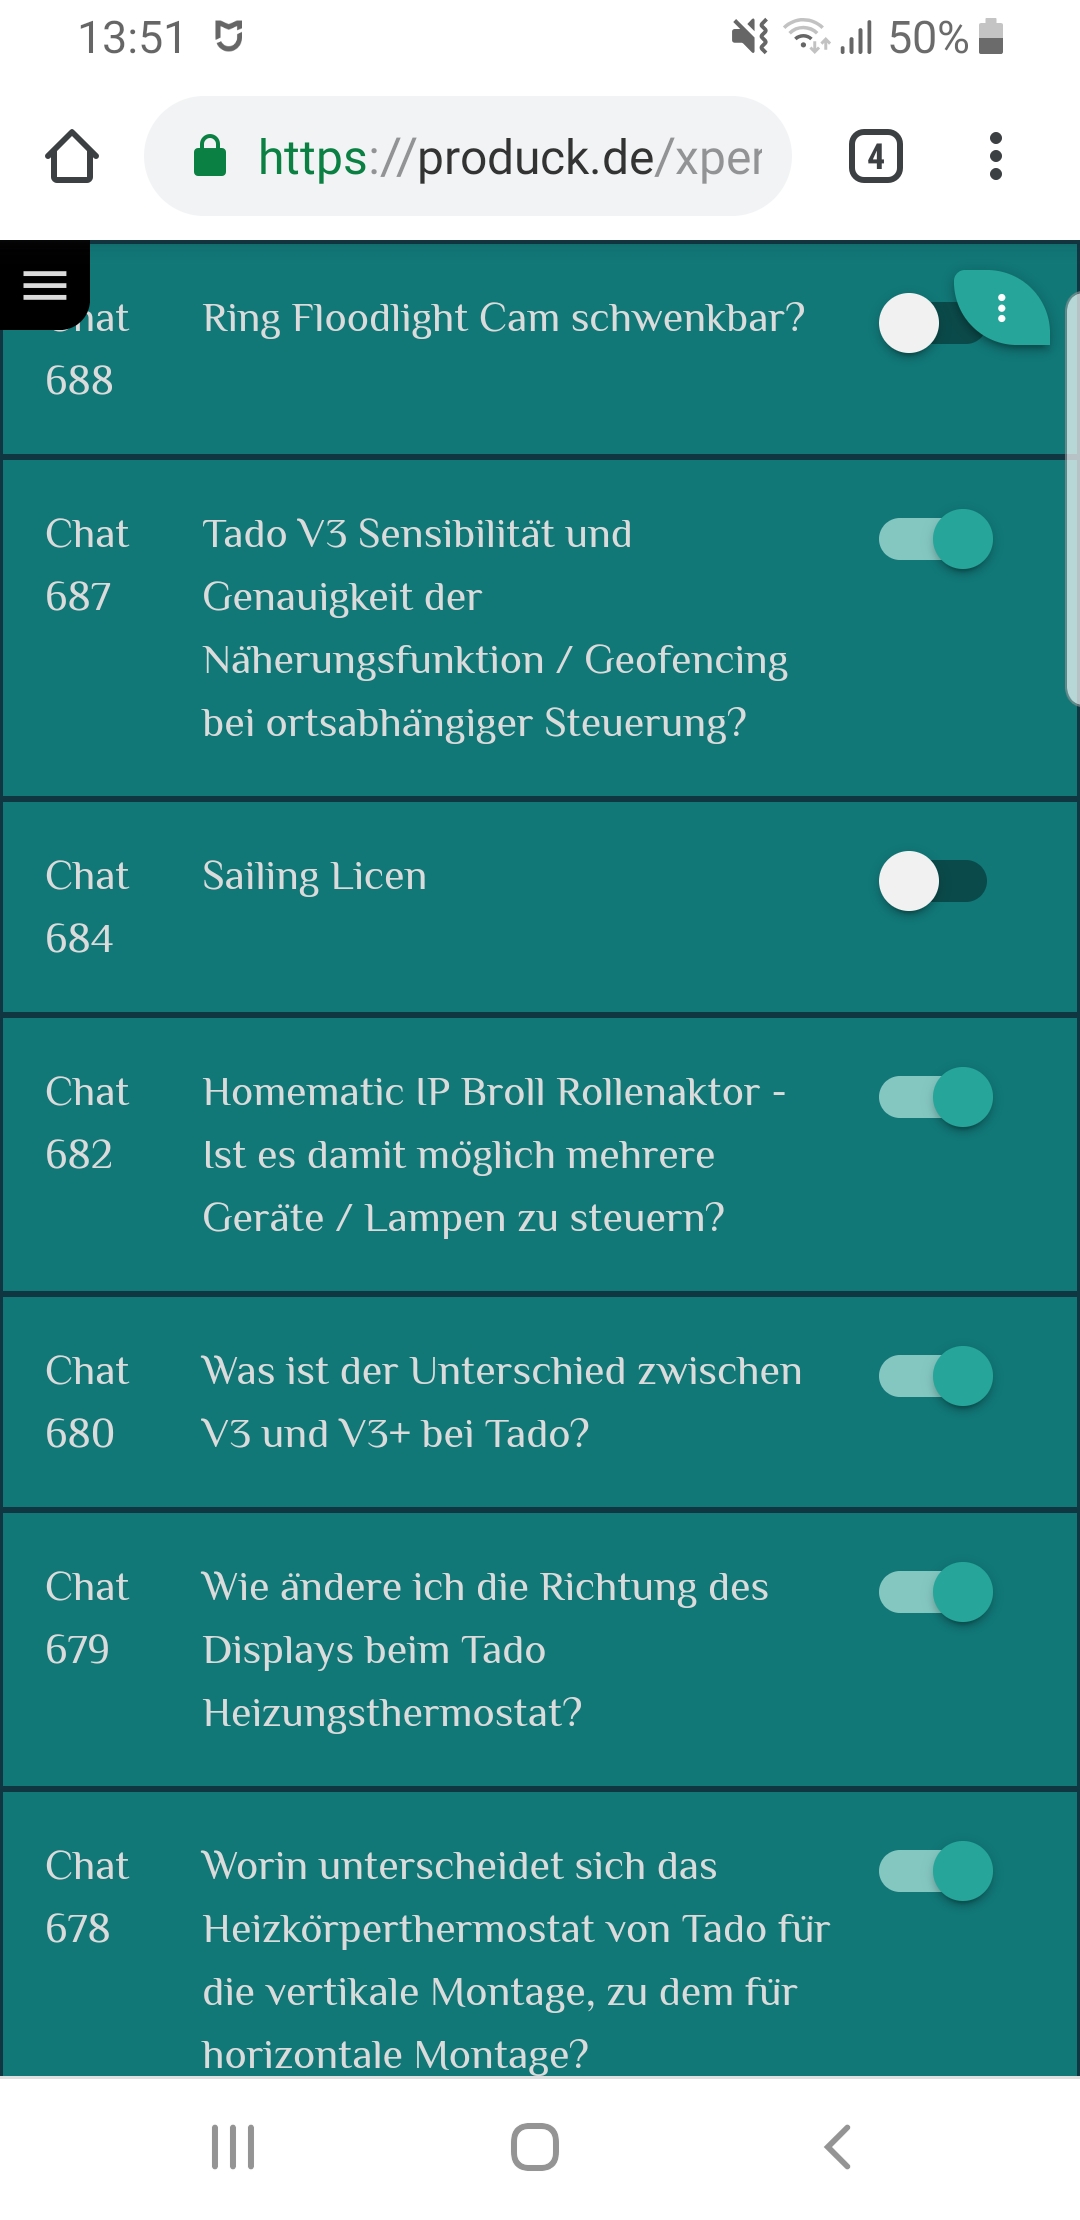 13:51
50%
https://produck.de/xper
4
Chat Ring Floodlight Cam schwenkbar?
688
Chat Tado V3 Sensibilität und
687 Genauigkeit der
Näherungsfunktion / Geofencing
bei ortsabhängiger Steuerung?
Chat Sailing Licen
684
Chat Homematic IP Broll Rollenaktor -
682 Ist es damit möglich mehrere
Geräte / Lampen zu steuern?
Chat Was ist der Unterschied zwischen
680 V3 und V3+ bei Tado?
Chat Wie ändere ich die Richtung des
679 Displays beim Tado
Heizungsthermostat?
Chat Worin unterscheidet sich das
678 Heizkörperthermostat von Tado für
die vertikale Montage, zu dem für
horizontale Montage?